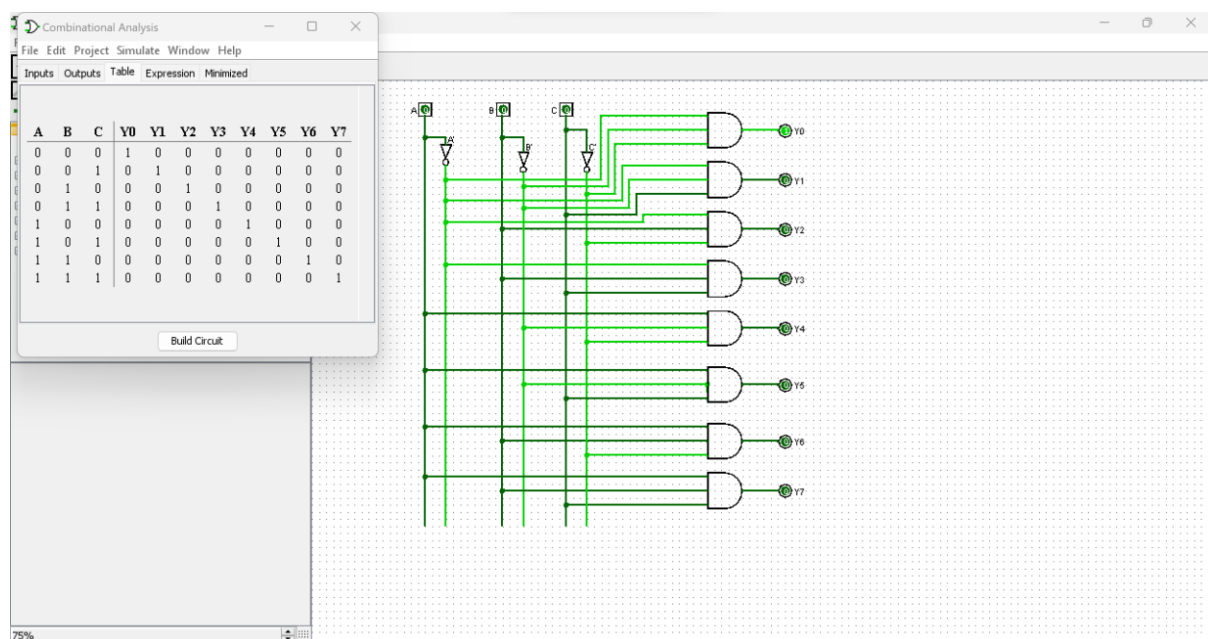 Combinational Analysis
File Edit Project Simulate Window Help
Inputs Outputs Table Expression Minimized
A B C Y0 Y1 Y2 Y3 Y4 Y5 Y6 Y7
0 0 0 1 0 0 0 0 0 0 0
0 0 1 0 1 0 0 0 0 0 0
0 1 0 0 0 1 0 0 0 0 0
0 1 1 0 0 0 1 0 0 0 0
1 0 0 0 0 0 0 1 0 0 0
1 0 1 0 0 0 0 0 1 0 0
1 1 0 0 0 0 0 0 0 1 0
1 1 1 0 0 0 0 0 0 0 1
Build Circuit
A B C
A' B' C'
Y0
Y1
Y2
Y3
Y4
Y5
Y6
Y7
75%